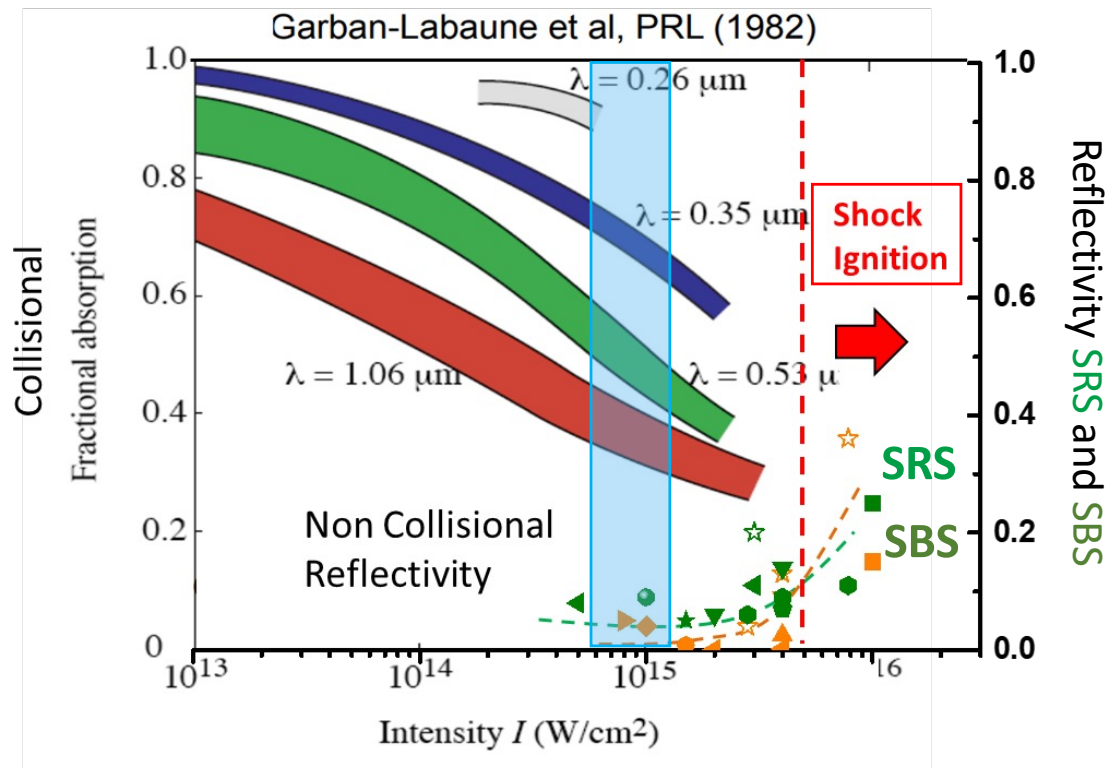 Garban-Labaune et al, PRL (1982)
1.0
0.8
0.6
0.4
0.2
0
Collisional
Fractional absorption
λ = 0.26 μm
λ = 0.35 μm
λ = 1.06 μm
λ = 0.53 μ
Shock
Ignition
Non Collisional
Reflectivity
SRS
SBS
1.0
0.8
0.6
0.4
0.2
0.0
Reflectivity SRS and SBS
10¹³
10¹⁴
10¹⁵
16
Intensity I (W/cm²)